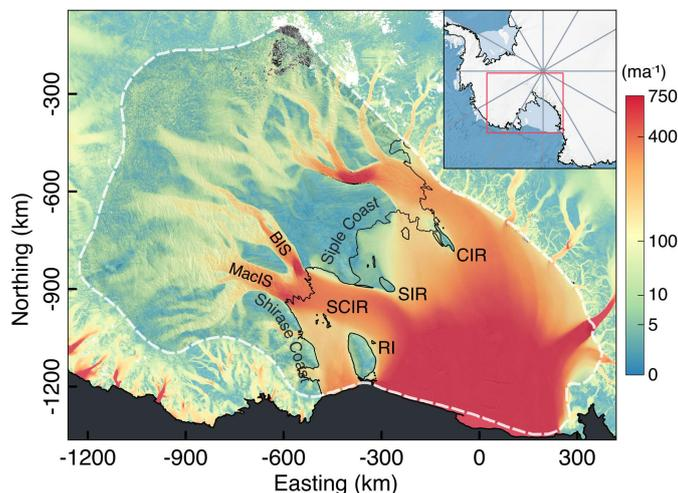 (ma⁻¹)
750
400
100
10
5
0
-300
-600
-900
-1200
Northing (km)
Siple Coast
BIS
MacIS
Shirase Coast
CIR
SIR
SCIR
RI
-1200 -900 -600 -300 0 300
Easting (km)